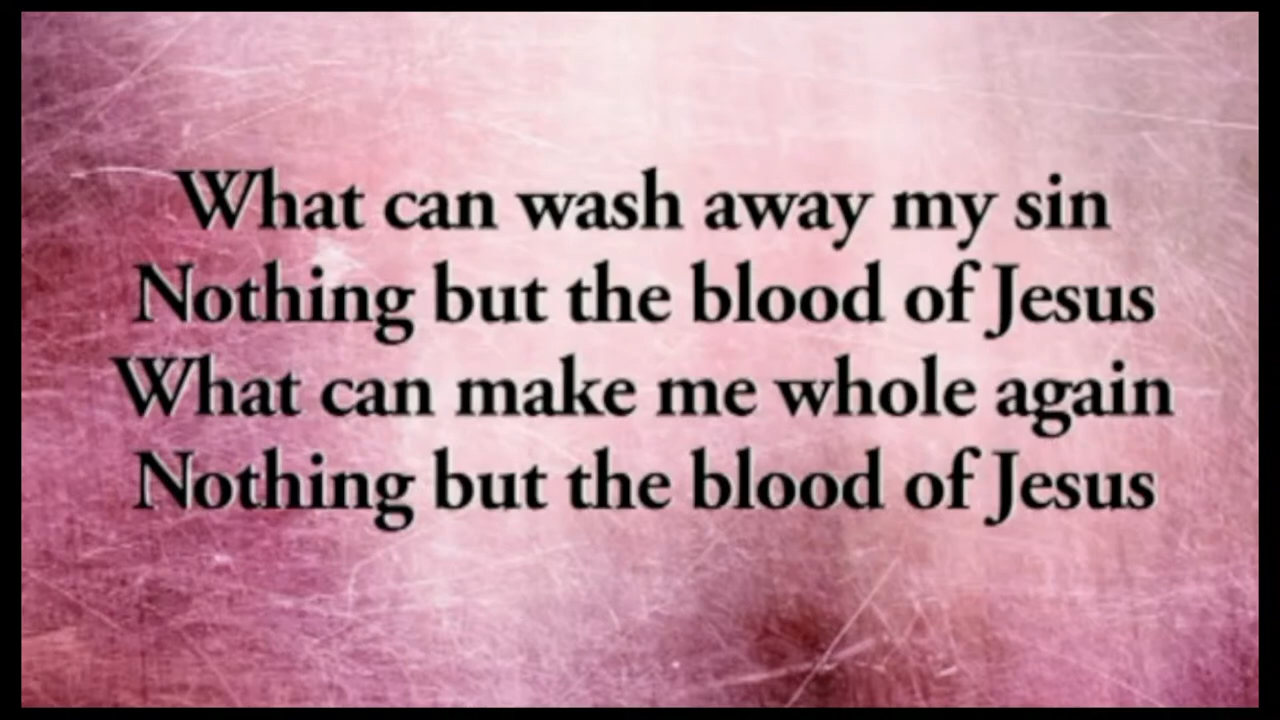 What can wash away my sin
Nothing but the blood of Jesus
What can make me whole again
Nothing but the blood of Jesus